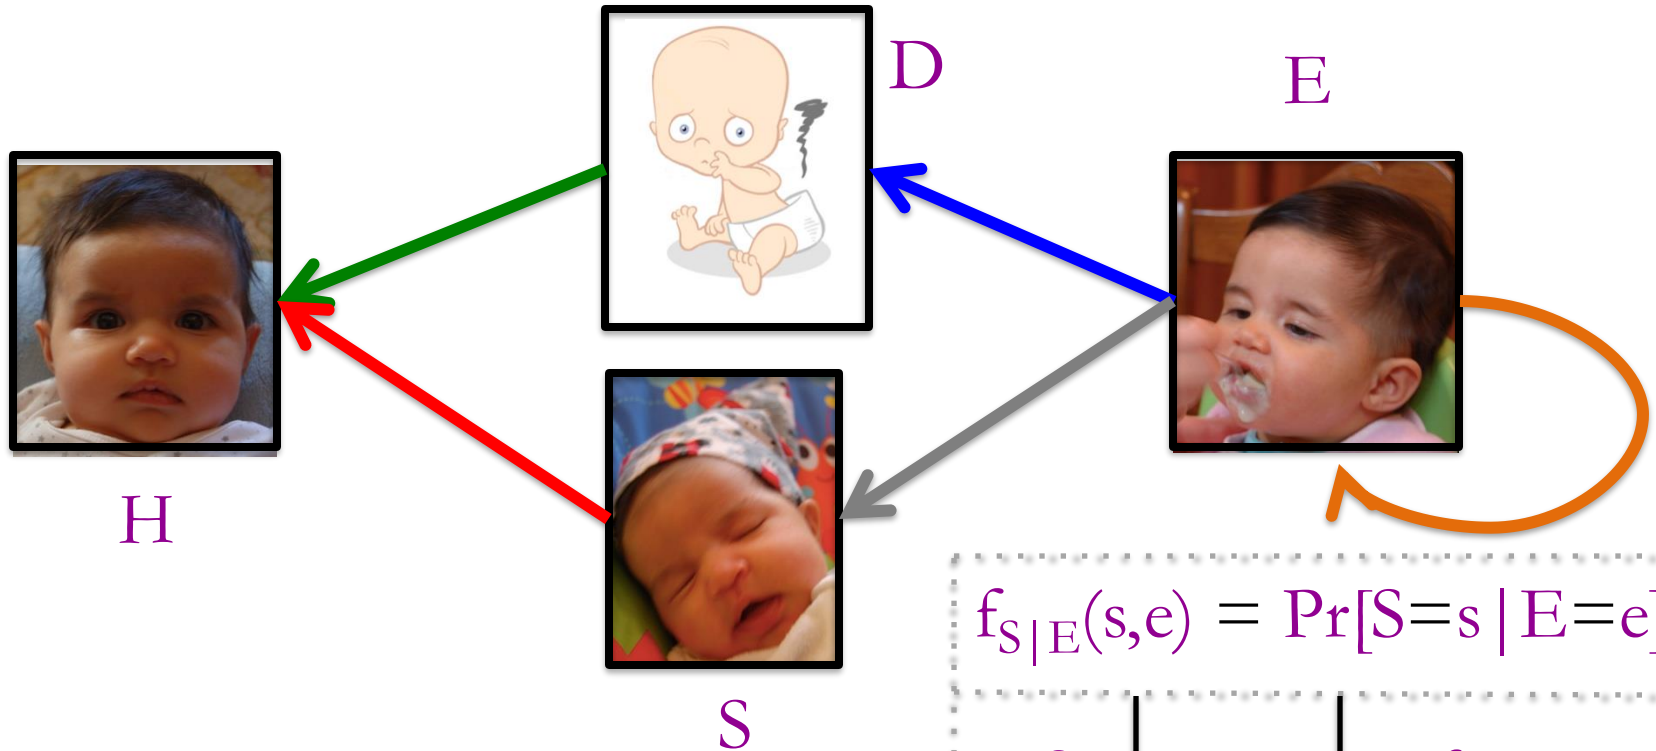 D
E
H
S
f_{S|E}(s,e) = Pr[S=s|E=e]